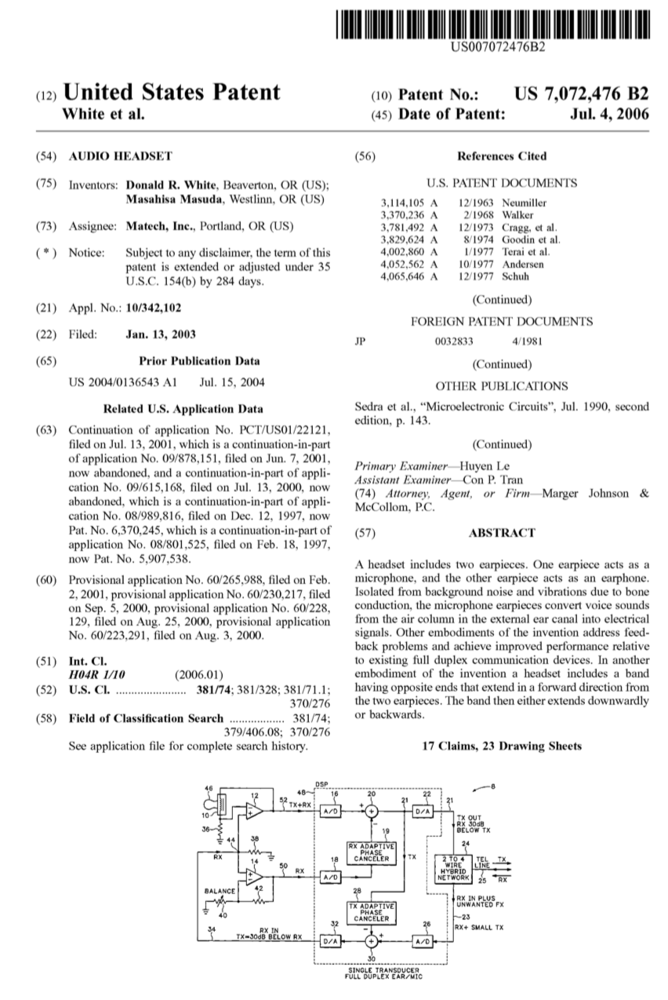 US007072476B2
(12) United States Patent
White et al.
(10) Patent No.: US 7,072,476 B2
(45) Date of Patent: Jul. 4, 2006
(54) AUDIO HEADSET
(75) Inventors: Donald R. White, Beaverton, OR (US);
Masahisa Masuda, Westlinn, OR (US)
(73) Assignee: Matech, Inc., Portland, OR (US)
( * ) Notice: Subject to any disclaimer, the term of this
patent is extended or adjusted under 35
U.S.C. 154(b) by 284 days.
(21) Appl. No.: 10/342,102
(22) Filed: Jan. 13, 2003
(65) Prior Publication Data
US 2004/0136543 A1 Jul. 15, 2004
Related U.S. Application Data
(63) Continuation of application No. PCT/US01/22121,
filed on Jul. 13, 2001, which is a continuation-in-part
of application No. 09/878,151, filed on Jun. 7, 2001,
now abandoned, and a continuation-in-part of appli-
cation No. 09/615,168, filed on Jul. 13, 2000, now
abandoned, which is a continuation-in-part of appli-
cation No. 08/989,816, filed on Dec. 12, 1997, now
Pat. No. 6,370,245, which is a continuation-in-part of
application No. 08/801,525, filed on Feb. 18, 1997,
now Pat. No. 5,907,538.
(60) Provisional application No. 60/265,988, filed on Feb.
2, 2001, provisional application No. 60/230,217, filed
on Sep. 5, 2000, provisional application No. 60/228,
129, filed on Aug. 25, 2000, provisional application
No. 60/223,291, filed on Aug. 3, 2000.
(51) Int. Cl.
H04R 1/10 (2006.01)
(52) U.S. Cl. ....................... 381/74; 381/328; 381/71.1;
370/276
(58) Field of Classification Search .................. 381/74;
379/406.08; 370/276
See application file for complete search history.
(56) References Cited
U.S. PATENT DOCUMENTS
3,114,105 A 12/1963 Neumiller
3,370,236 A 2/1968 Walker
3,781,492 A 12/1973 Cragg, et al.
3,829,624 A 8/1974 Goodin et al.
4,002,860 A 1/1977 Terai et al.
4,052,562 A 10/1977 Andersen
4,065,646 A 12/1977 Schuh
(Continued)
FOREIGN PATENT DOCUMENTS
JP 0032833 4/1981
(Continued)
OTHER PUBLICATIONS
Sedra et al., “Microelectronic Circuits”, Jul. 1990, second
edition, p. 143.
(Continued)
Primary Examiner—Huyen Le
Assistant Examiner—Con P. Tran
(74) Attorney, Agent, or Firm—Marger Johnson &
McCollom, P.C.
(57) ABSTRACT
A headset includes two earpieces. One earpiece acts as a
microphone, and the other earpiece acts as an earphone.
Isolated from background noise and vibrations due to bone
conduction, the microphone earpieces convert voice sounds
from the air column in the external ear canal into electrical
signals. Other embodiments of the invention address feed-
back problems and achieve improved performance relative
to existing full duplex communication devices. In another
embodiment of the invention a headset includes a band
having opposite ends that extend in a forward direction from
the two earpieces. The band then either extends downwardly
or backwards.
17 Claims, 23 Drawing Sheets
46
12
48
DSP
16
20
21
22
21
8
52
TX+RX
A/D
+
+
D/A
10
36
44
38
RX
14
50
RX
18
A/D
19
−
RX ADAPTIVE
PHASE
CANCELER
TX
TX OUT
RX 30dB
BELOW TX
24
2 TO 4
WIRE
HYBRID
NETWORK
TEL TX
LINE
25 RX
BALANCE
42
40
28
TX ADAPTIVE
PHASE
CANCELER
RX IN PLUS
UNWANTED FX
23
RX+ SMALL TX
34
RX IN
TX=30dB BELOW RX
32
D/A
−
+
+
30
26
A/D
SINGLE TRANSDUCER
FULL DUPLEX EAR/MIC